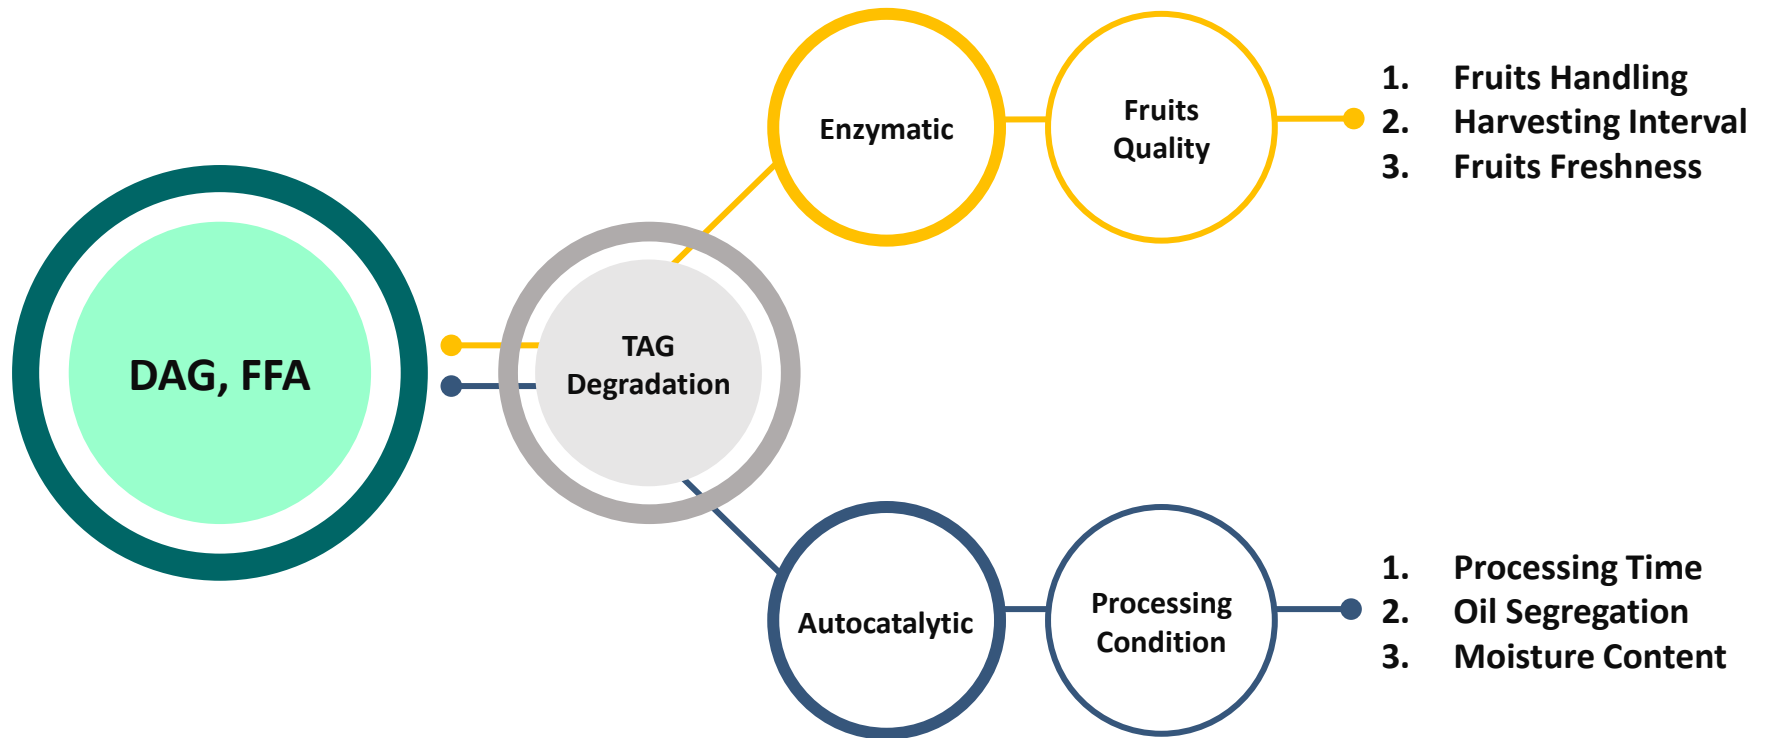 DAG, FFA
TAG
Degradation
Enzymatic
Fruits
Quality
1. Fruits Handling
2. Harvesting Interval
3. Fruits Freshness
Autocatalytic
Processing
Condition
1. Processing Time
2. Oil Segregation
3. Moisture Content